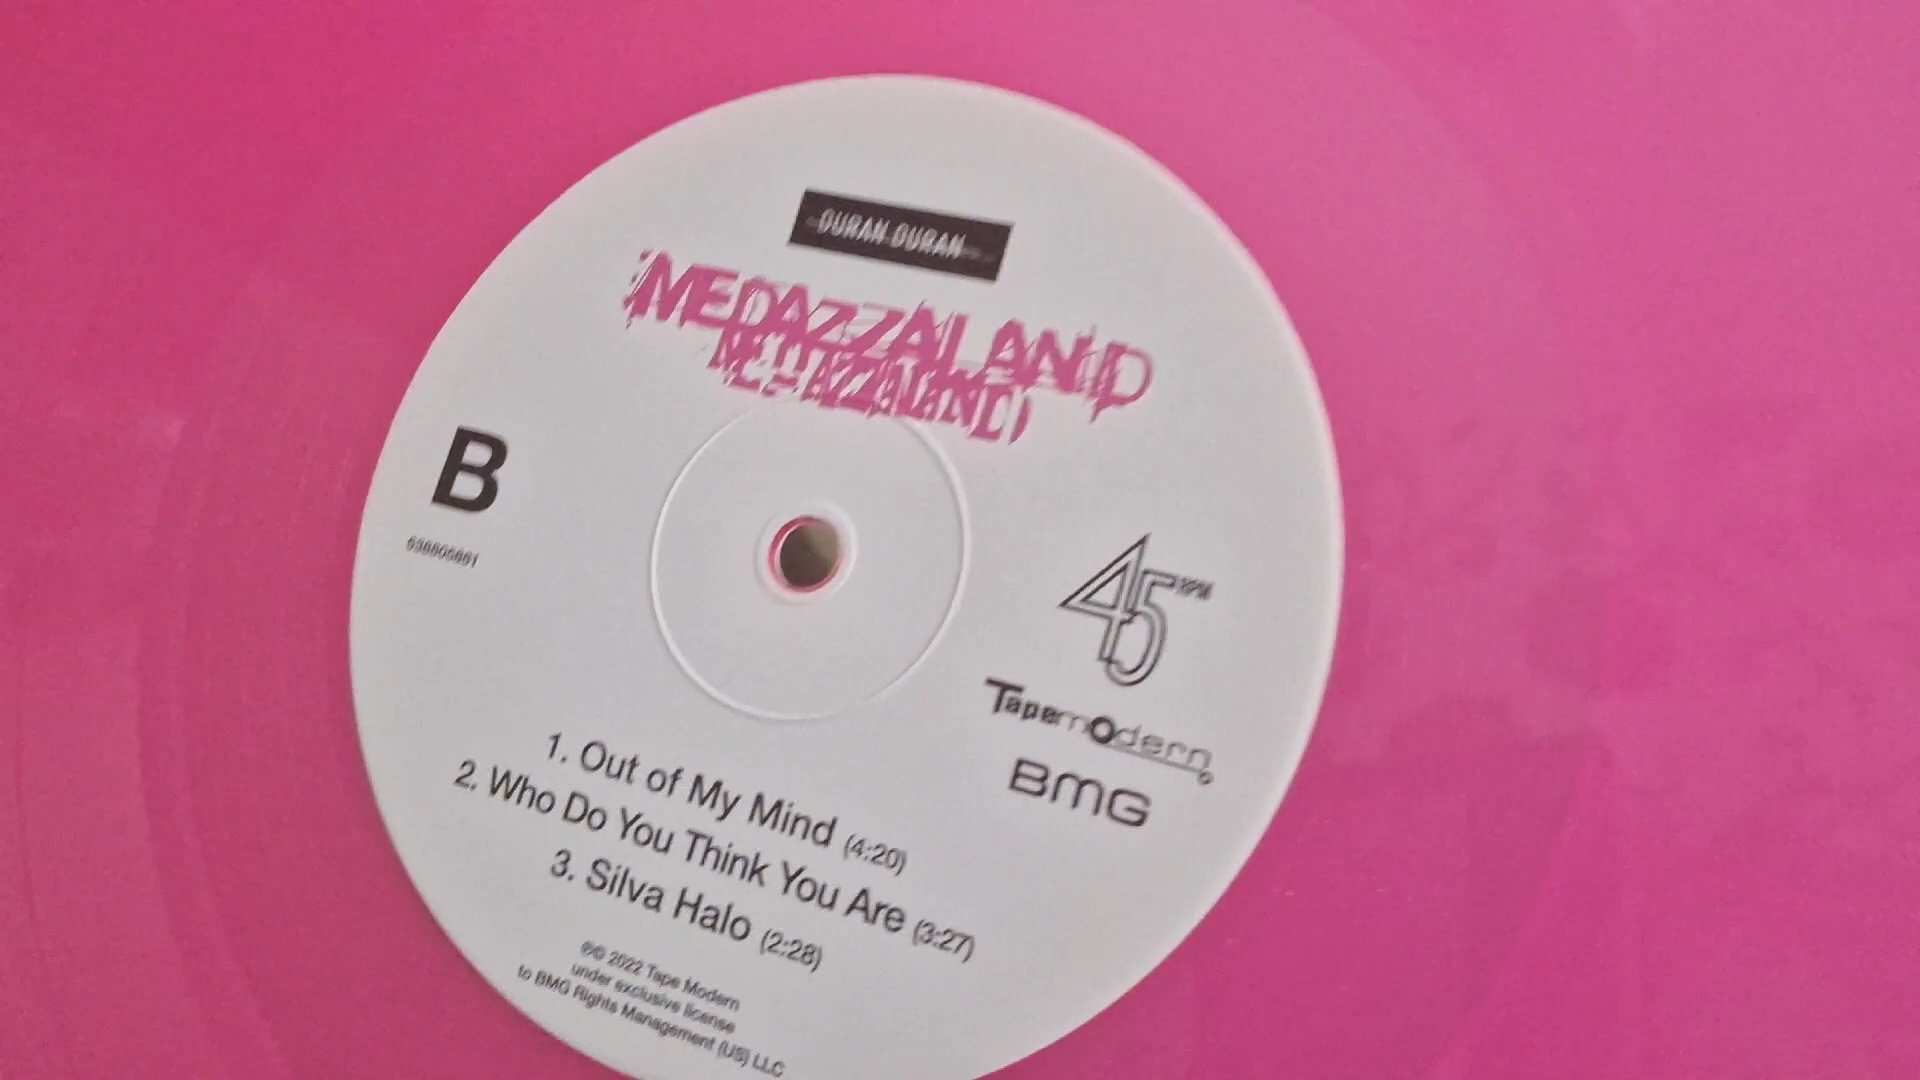 DURAN DURAN
MEDAZZALAND
B
538805881
45 RPM
Tapemodern
BMG
1. Out of My Mind (4:20)
2. Who Do You Think You Are (3:27)
3. Silva Halo (2:28)
℗© 2022 Tape Modern
under exclusive license
to BMG Rights Management (US) LLC